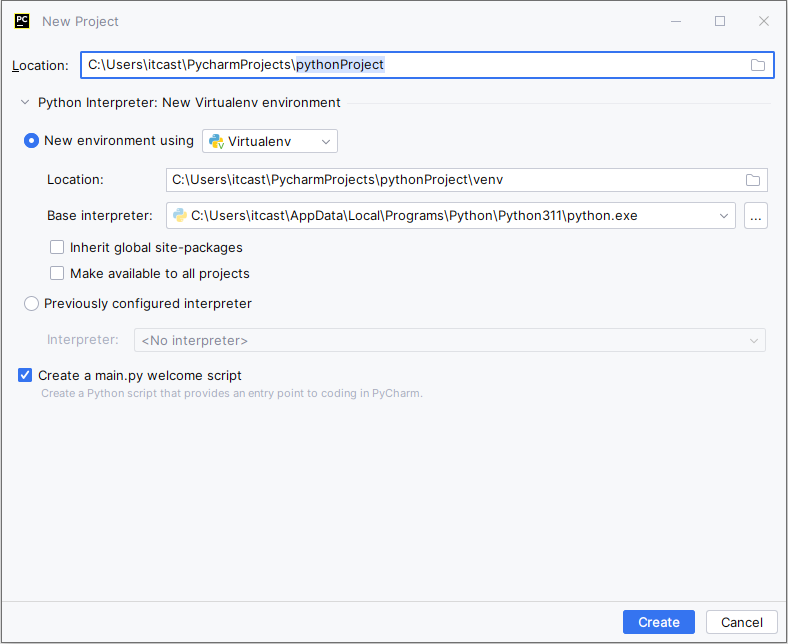 PC New Project
Location: C:\Users\itcast\PycharmProjects\pythonProject
Python Interpreter: New Virtualenv environment
New environment using Virtualenv
Location: C:\Users\itcast\PycharmProjects\pythonProject\venv
Base interpreter: C:\Users\itcast\AppData\Local\Programs\Python\Python311\python.exe ...
Inherit global site-packages
Make available to all projects
Previously configured interpreter
Interpreter: <No interpreter>
Create a main.py welcome script
Create a Python script that provides an entry point to coding in PyCharm.
Create Cancel